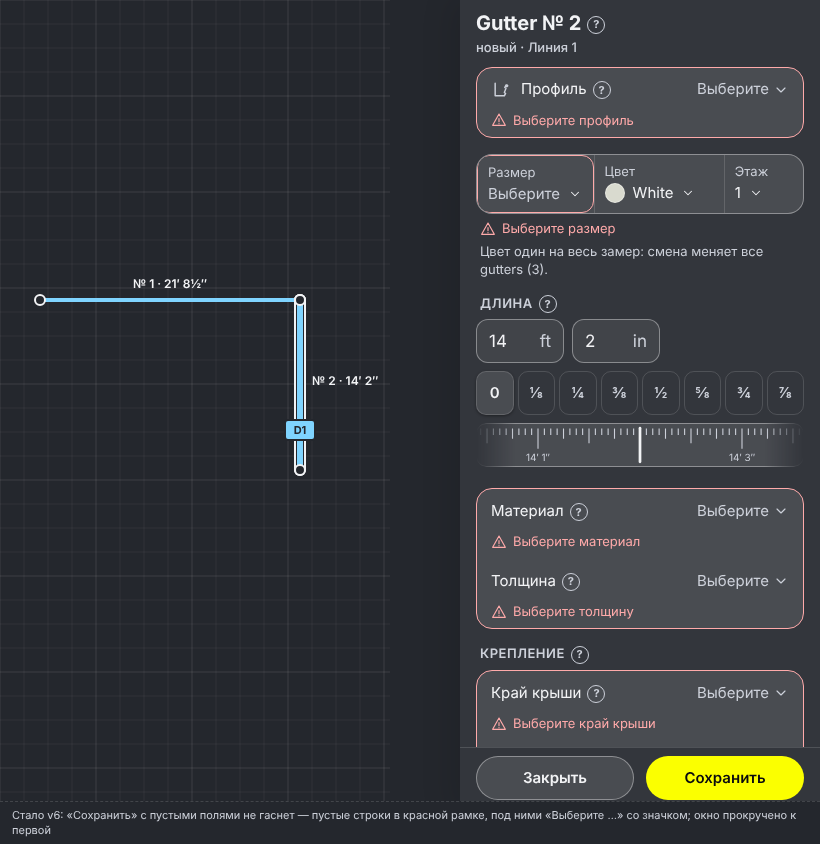 Gutter № 2 ?
новый · Линия 1
Профиль ? Выберите
Выберите профиль
Размер Цвет Этаж
Выберите White 1
Выберите размер
Цвет один на весь замер: смена меняет все
gutters (3).
№ 1 · 21′ 8½″
ДЛИНА ?
14 ft 2 in
№ 2 · 14′ 2″
0 ⅛ ¼ ⅜ ½ ⅝ ¾ ⅞
D1
14′ 1″ 14′ 3″
Материал ? Выберите
Выберите материал
Толщина ? Выберите
Выберите толщину
КРЕПЛЕНИЕ ?
Край крыши ? Выберите
Выберите край крыши
Закрыть Сохранить
Стало v6: «Сохранить» с пустыми полями не гаснет — пустые строки в красной рамке, под ними «Выберите …» со значком; окно прокручено к
первой